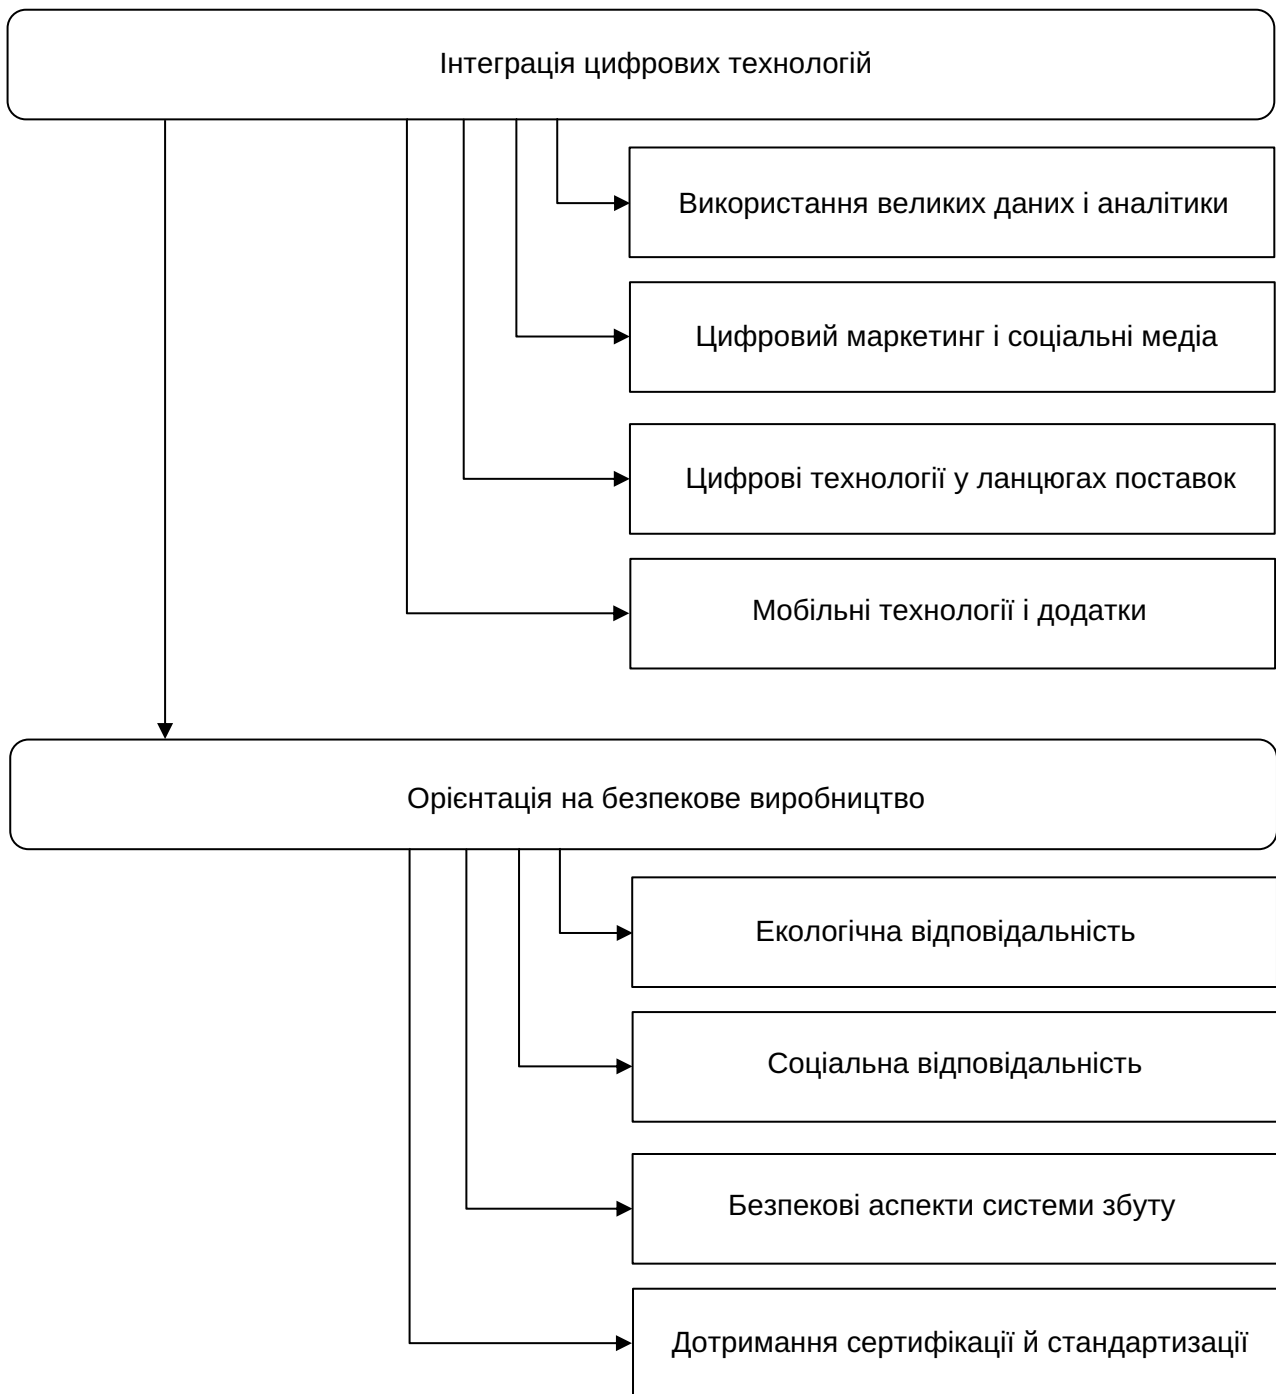 Інтеграція цифрових технологій
Використання великих даних і аналітики
Цифровий маркетинг і соціальні медіа
Цифрові технології у ланцюгах поставок
Мобільні технології і додатки
Орієнтація на безпекове виробництво
Екологічна відповідальність
Соціальна відповідальність
Безпекові аспекти системи збуту
Дотримання сертифікації й стандартизації